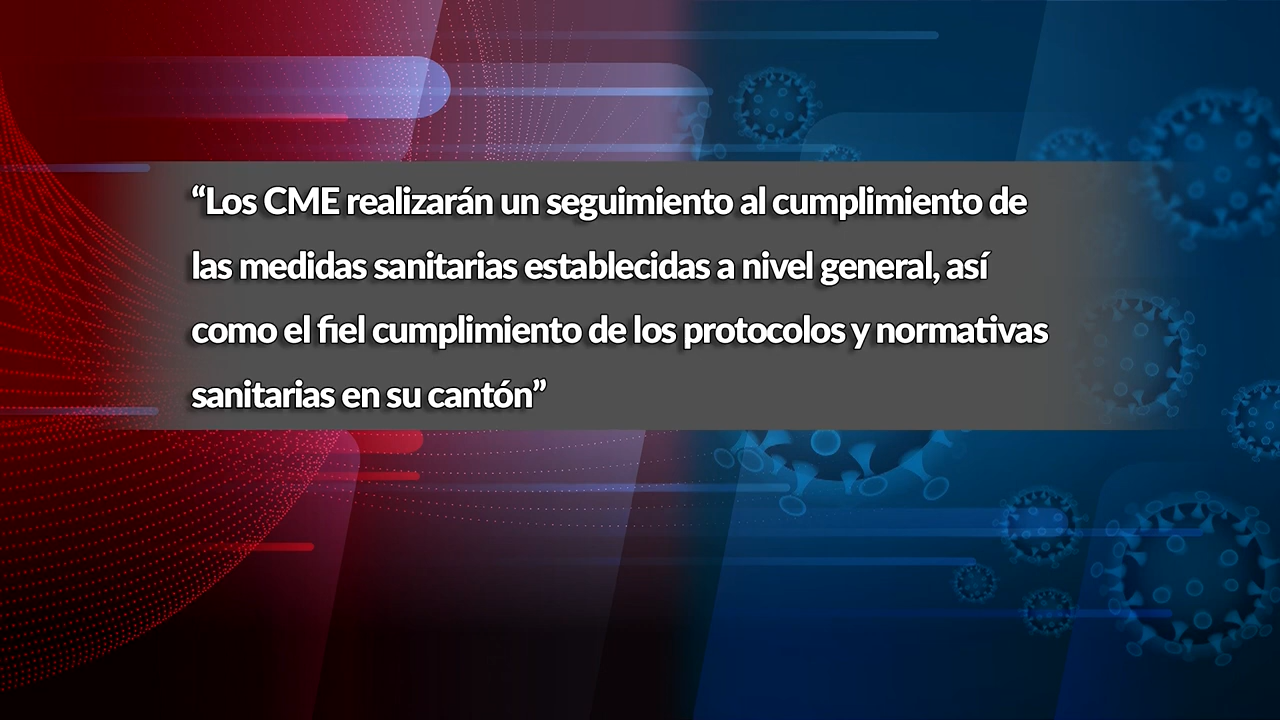 “Los CME realizarán un seguimiento al cumplimiento de
las medidas sanitarias establecidas a nivel general, así
como el fiel cumplimiento de los protocolos y normativas
sanitarias en su cantón”